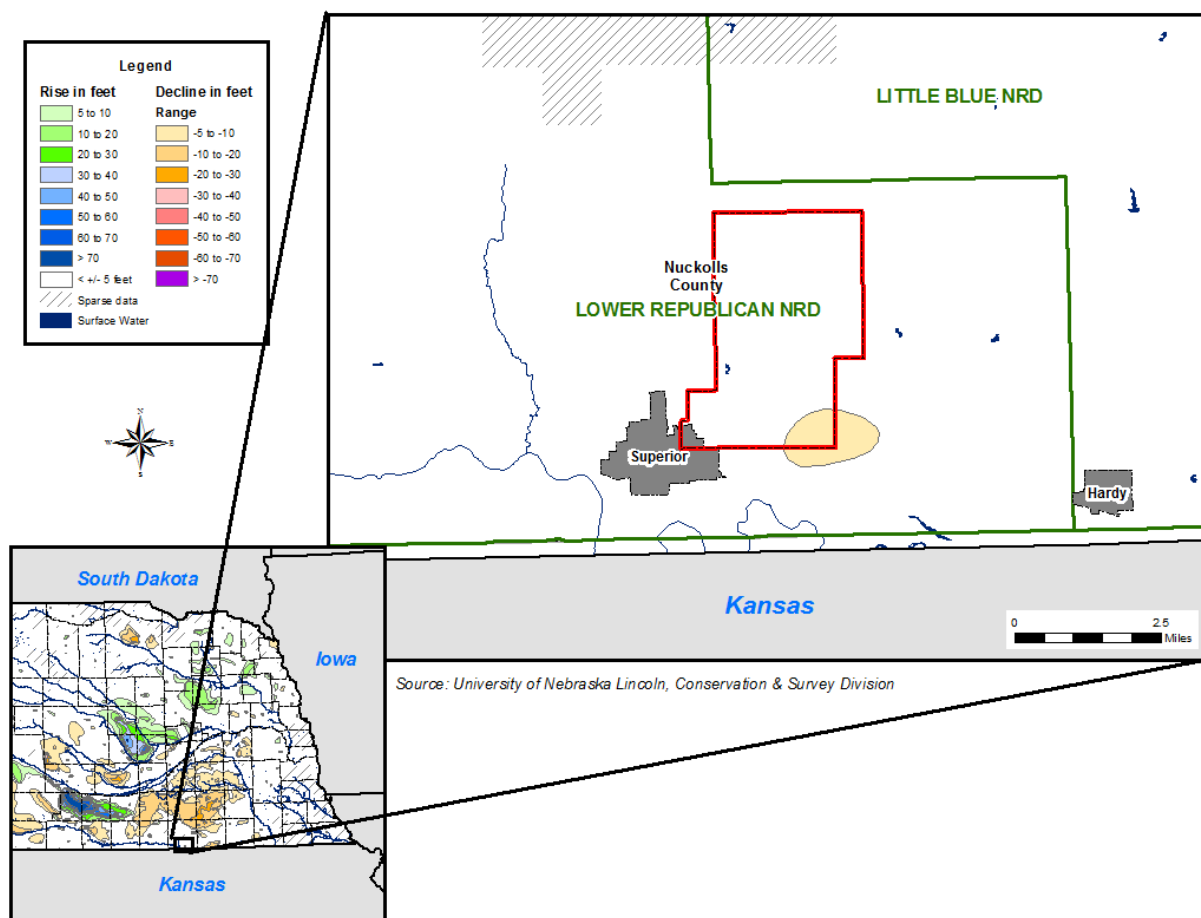 Legend
Rise in feet
5 to 10
10 to 20
20 to 30
30 to 40
40 to 50
50 to 60
60 to 70
> 70
< +/- 5 feet
Sparse data
Surface Water
Decline in feet
Range
-5 to -10
-10 to -20
-20 to -30
-30 to -40
-40 to -50
-50 to -60
-60 to -70
> -70
N
W
E
S
LITTLE BLUE NRD
Nuckolls
County
LOWER REPUBLICAN NRD
Superior
Hardy
Kansas
0
2.5
Miles
Source: University of Nebraska Lincoln, Conservation & Survey Division
South Dakota
Iowa
Kansas